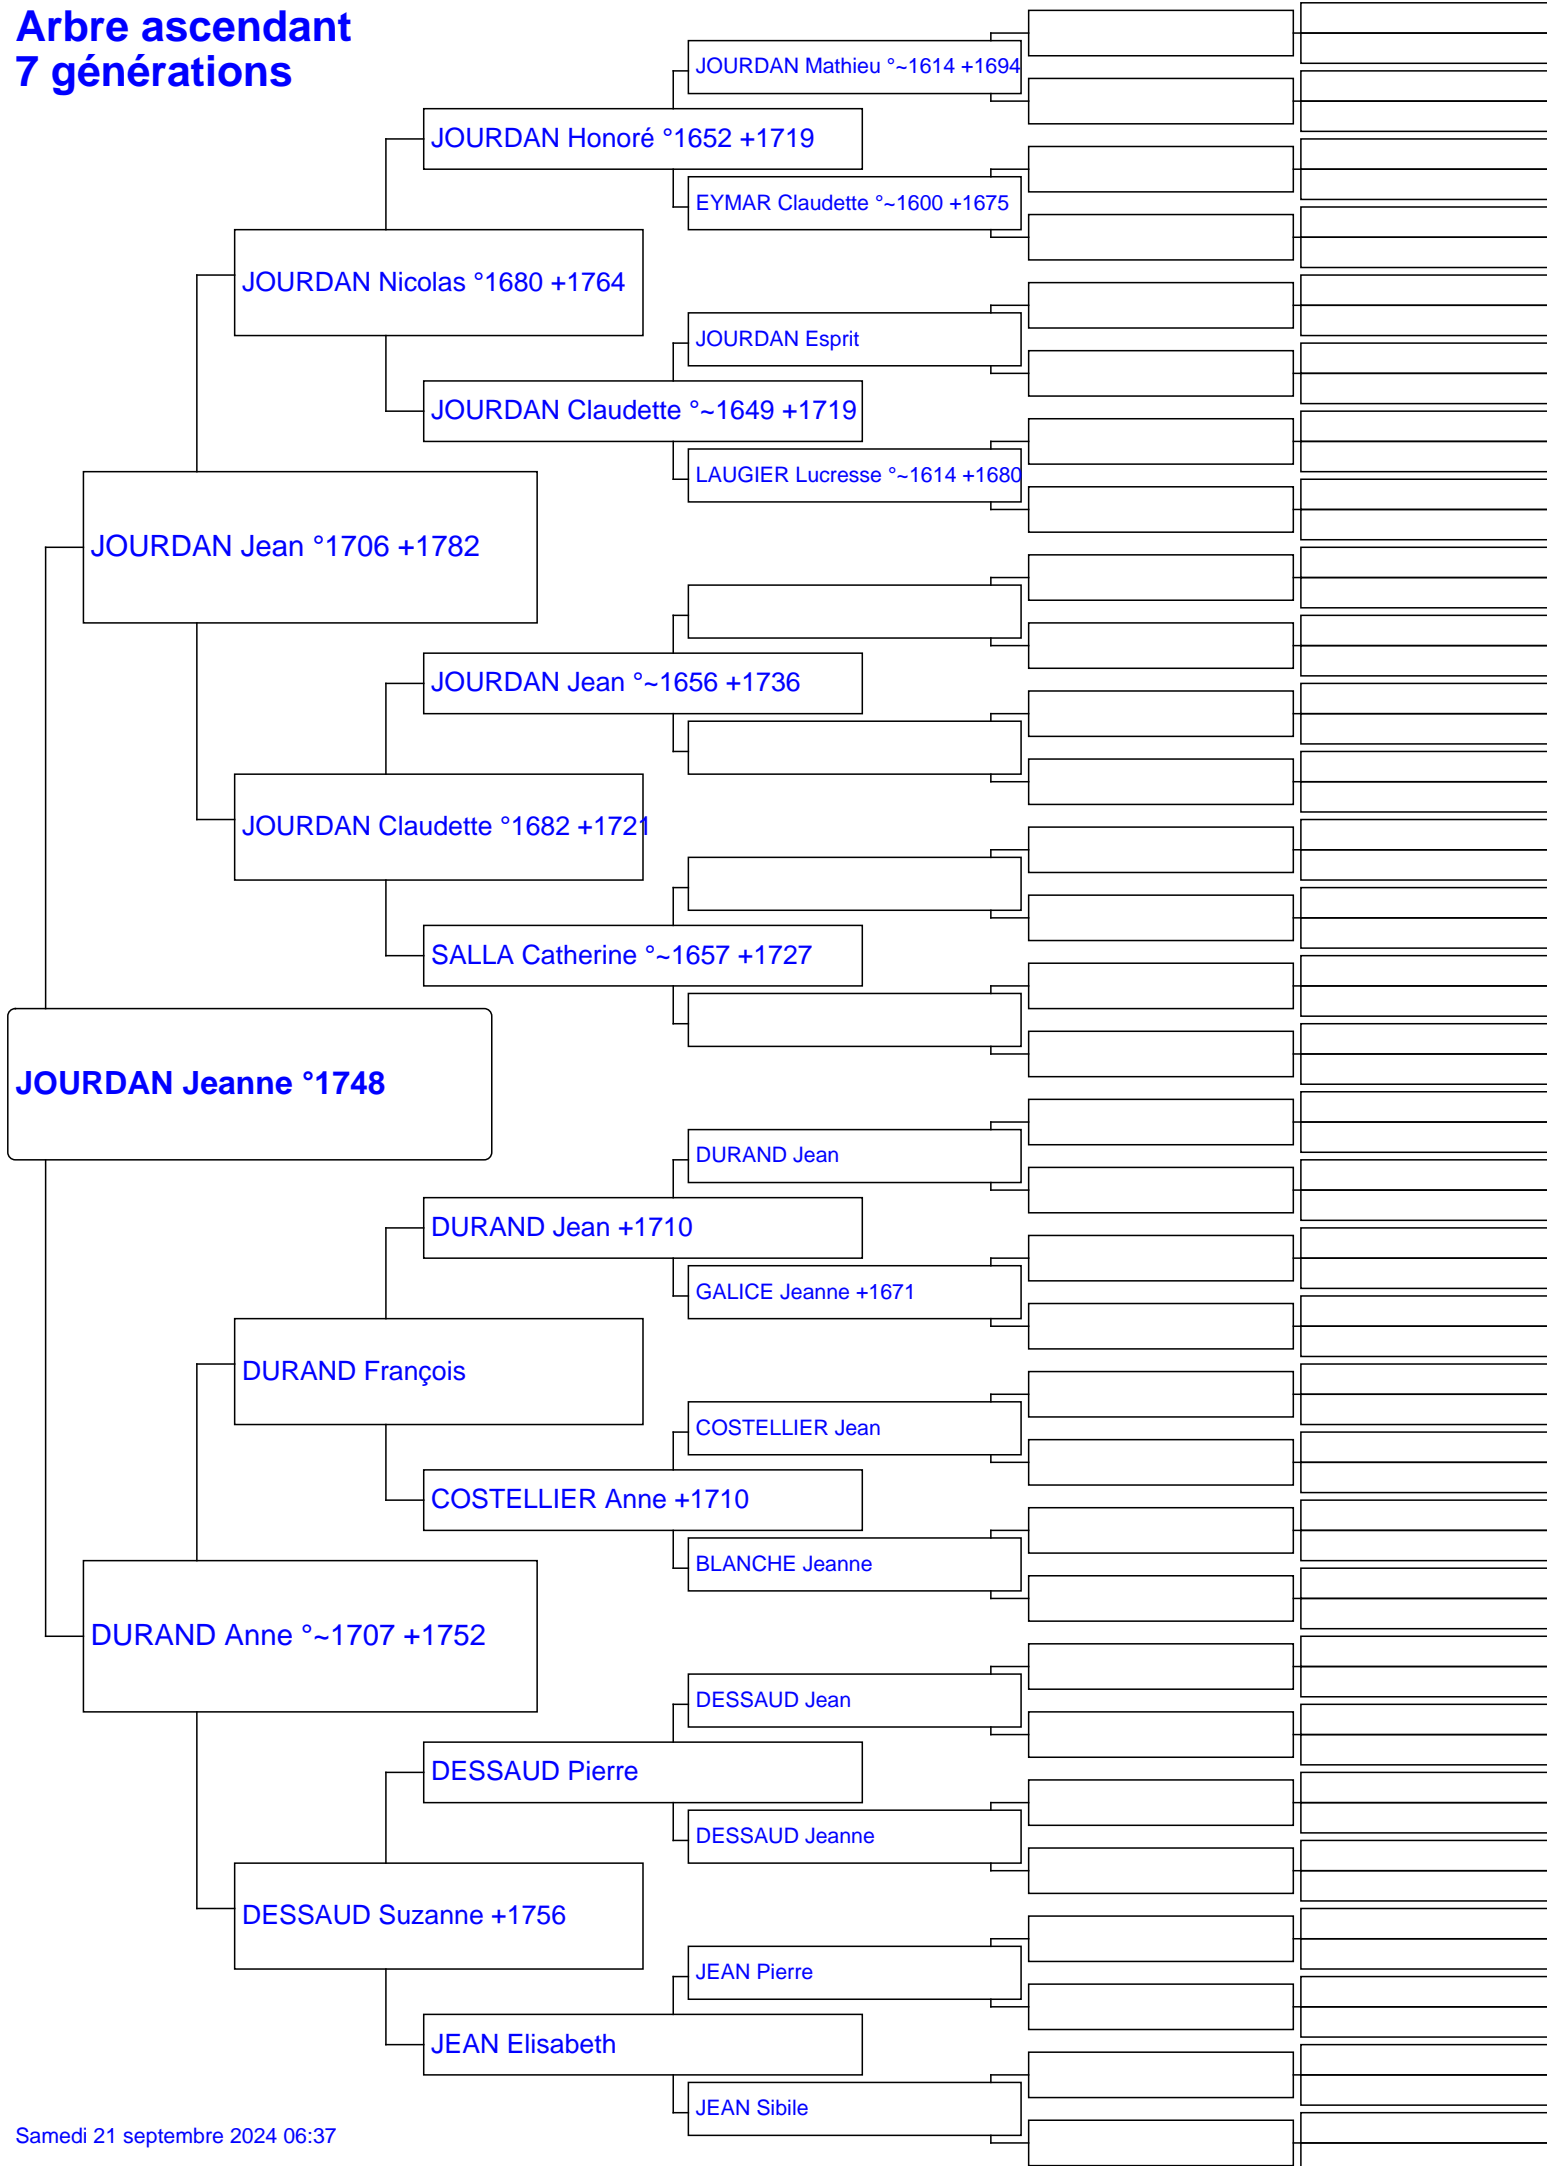 Arbre ascendant
7 générations
JOURDAN Mathieu °~1614 +1694
JOURDAN Honoré °1652 +1719
EYMAR Claudette °~1600 +1675
JOURDAN Nicolas °1680 +1764
JOURDAN Esprit
JOURDAN Claudette °~1649 +1719
LAUGIER Lucresse °~1614 +1680
JOURDAN Jean °1706 +1782
JOURDAN Jean °~1656 +1736
JOURDAN Claudette °1682 +1721
SALLA Catherine °~1657 +1727
JOURDAN Jeanne °1748
DURAND Jean
DURAND Jean +1710
GALICE Jeanne +1671
DURAND François
COSTELLIER Jean
COSTELLIER Anne +1710
BLANCHE Jeanne
DURAND Anne °~1707 +1752
DESSAUD Jean
DESSAUD Pierre
DESSAUD Jeanne
DESSAUD Suzanne +1756
JEAN Pierre
JEAN Elisabeth
JEAN Sibile
Samedi 21 septembre 2024 06:37